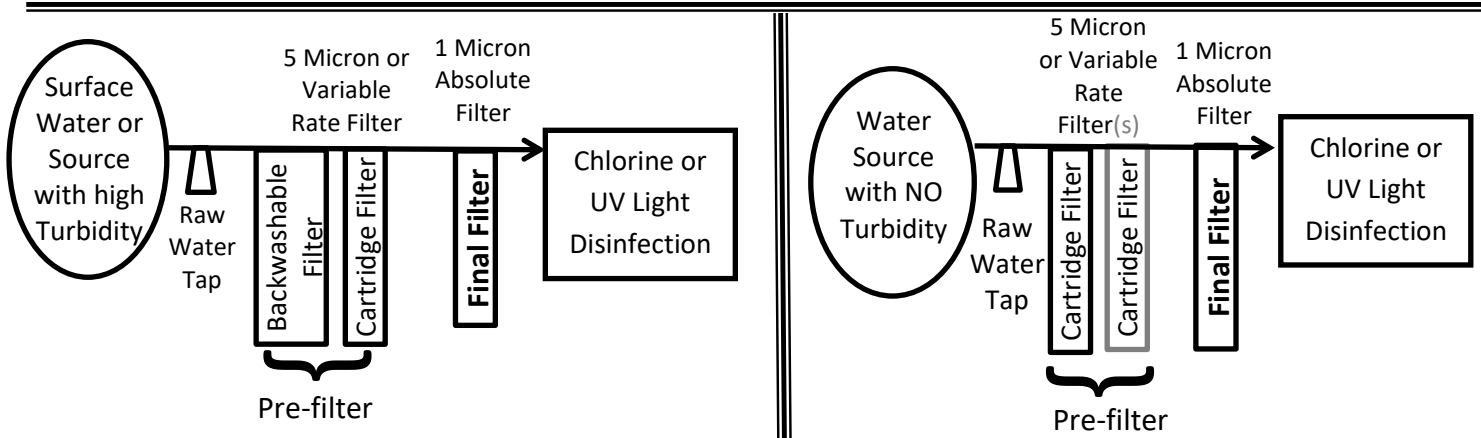 Surface
Water or
Source
with high
Turbidity
Raw
Water
Tap
5 Micron or
Variable
Rate Filter
Backwashable
Filter
Cartridge Filter
Pre-filter
1 Micron
Absolute
Filter
Final Filter
Chlorine or
UV Light
Disinfection
Water
Source
with NO
Turbidity
Raw
Water
Tap
5 Micron
or Variable
Rate
Filter(s)
Cartridge Filter
Cartridge Filter
Pre-filter
1 Micron
Absolute
Filter
Final Filter
Chlorine or
UV Light
Disinfection